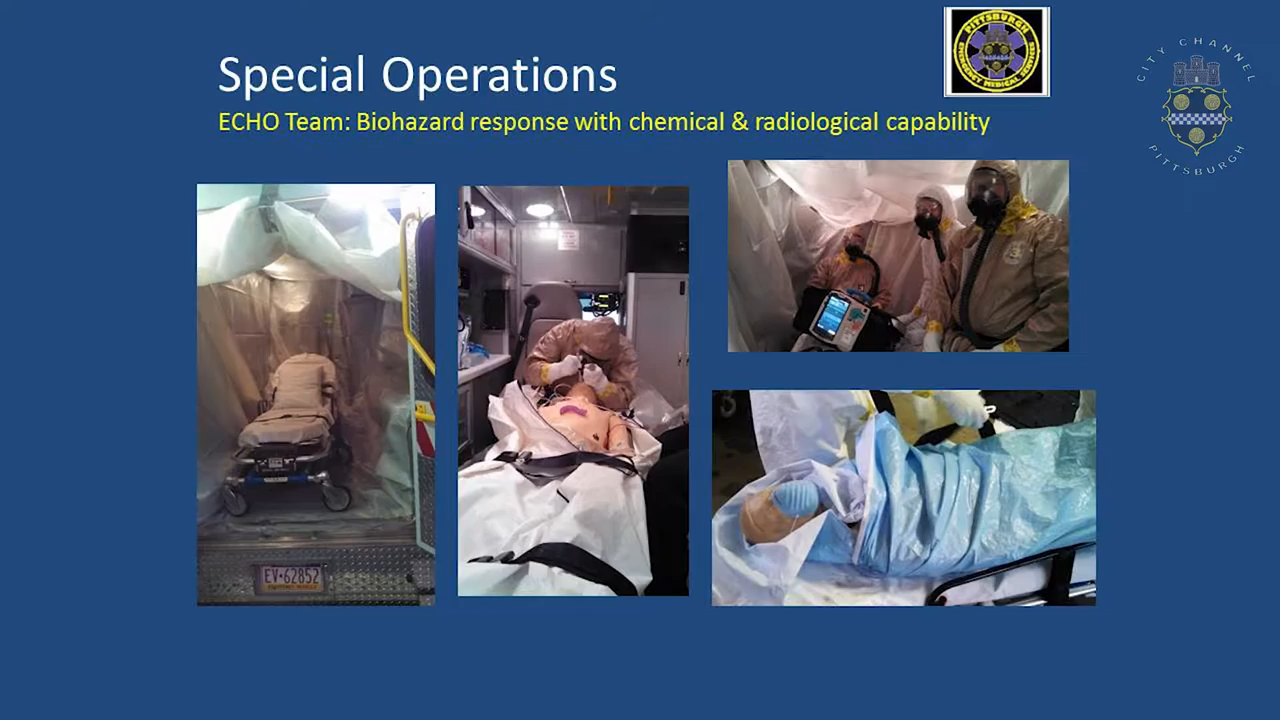 Special Operations
PITTSBURGH
EMERGENCY MEDICAL SERVICES
CITY CHANNEL
PITTSBURGH
ECHO Team: Biohazard response with chemical & radiological capability
EV-62852